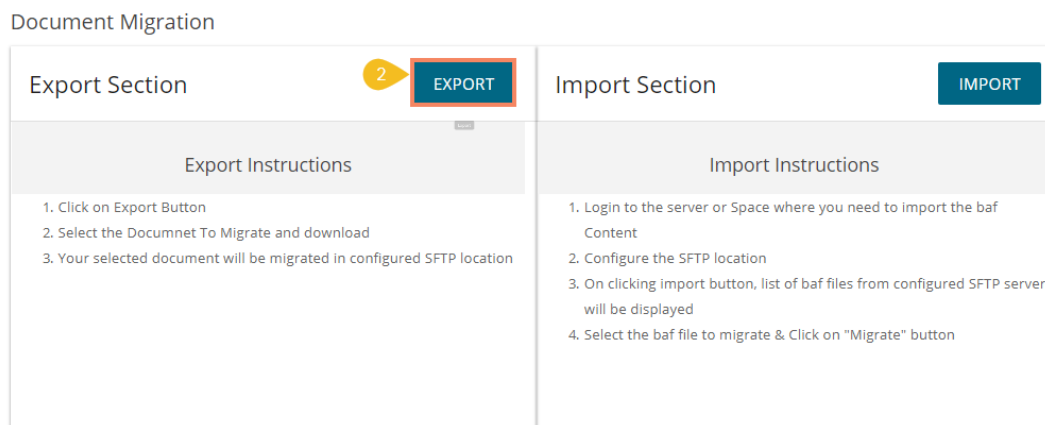 Document Migration
Export Section
2
EXPORT
Export Instructions
1. Click on Export Button
2. Select the Documnet To Migrate and download
3. Your selected document will be migrated in configured SFTP location
Import Section
IMPORT
Import Instructions
1. Login to the server or Space where you need to import the baf
Content
2. Configure the SFTP location
3. On clicking import button, list of baf files from configured SFTP server
will be displayed
4. Select the baf file to migrate & Click on "Migrate" button